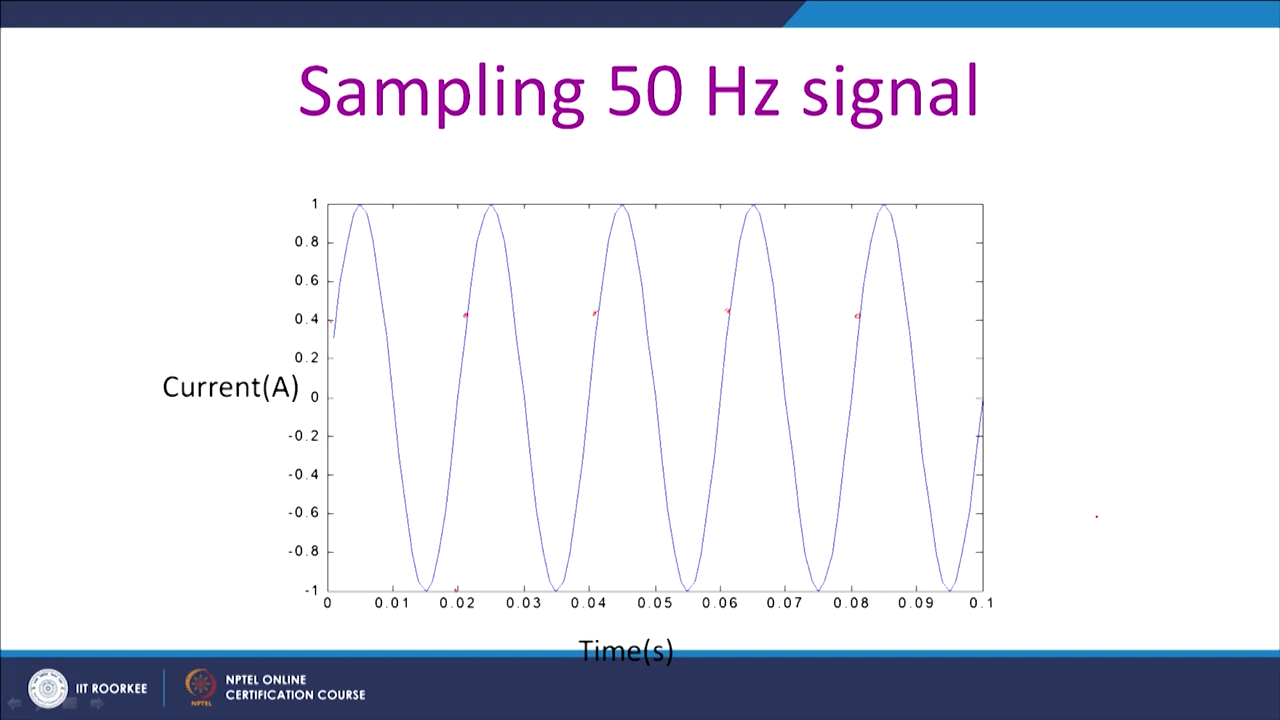 Sampling 50 Hz signal
1
0.8
0.6
0.4
0.2
Current(A)
0
-0.2
-0.4
-0.6
-0.8
-1
0 0.01 0.02 0.03 0.04 0.05 0.06 0.07 0.08 0.09 0.1
Time(s)
IIT ROORKEE
NPTEL
NPTEL ONLINE
CERTIFICATION COURSE